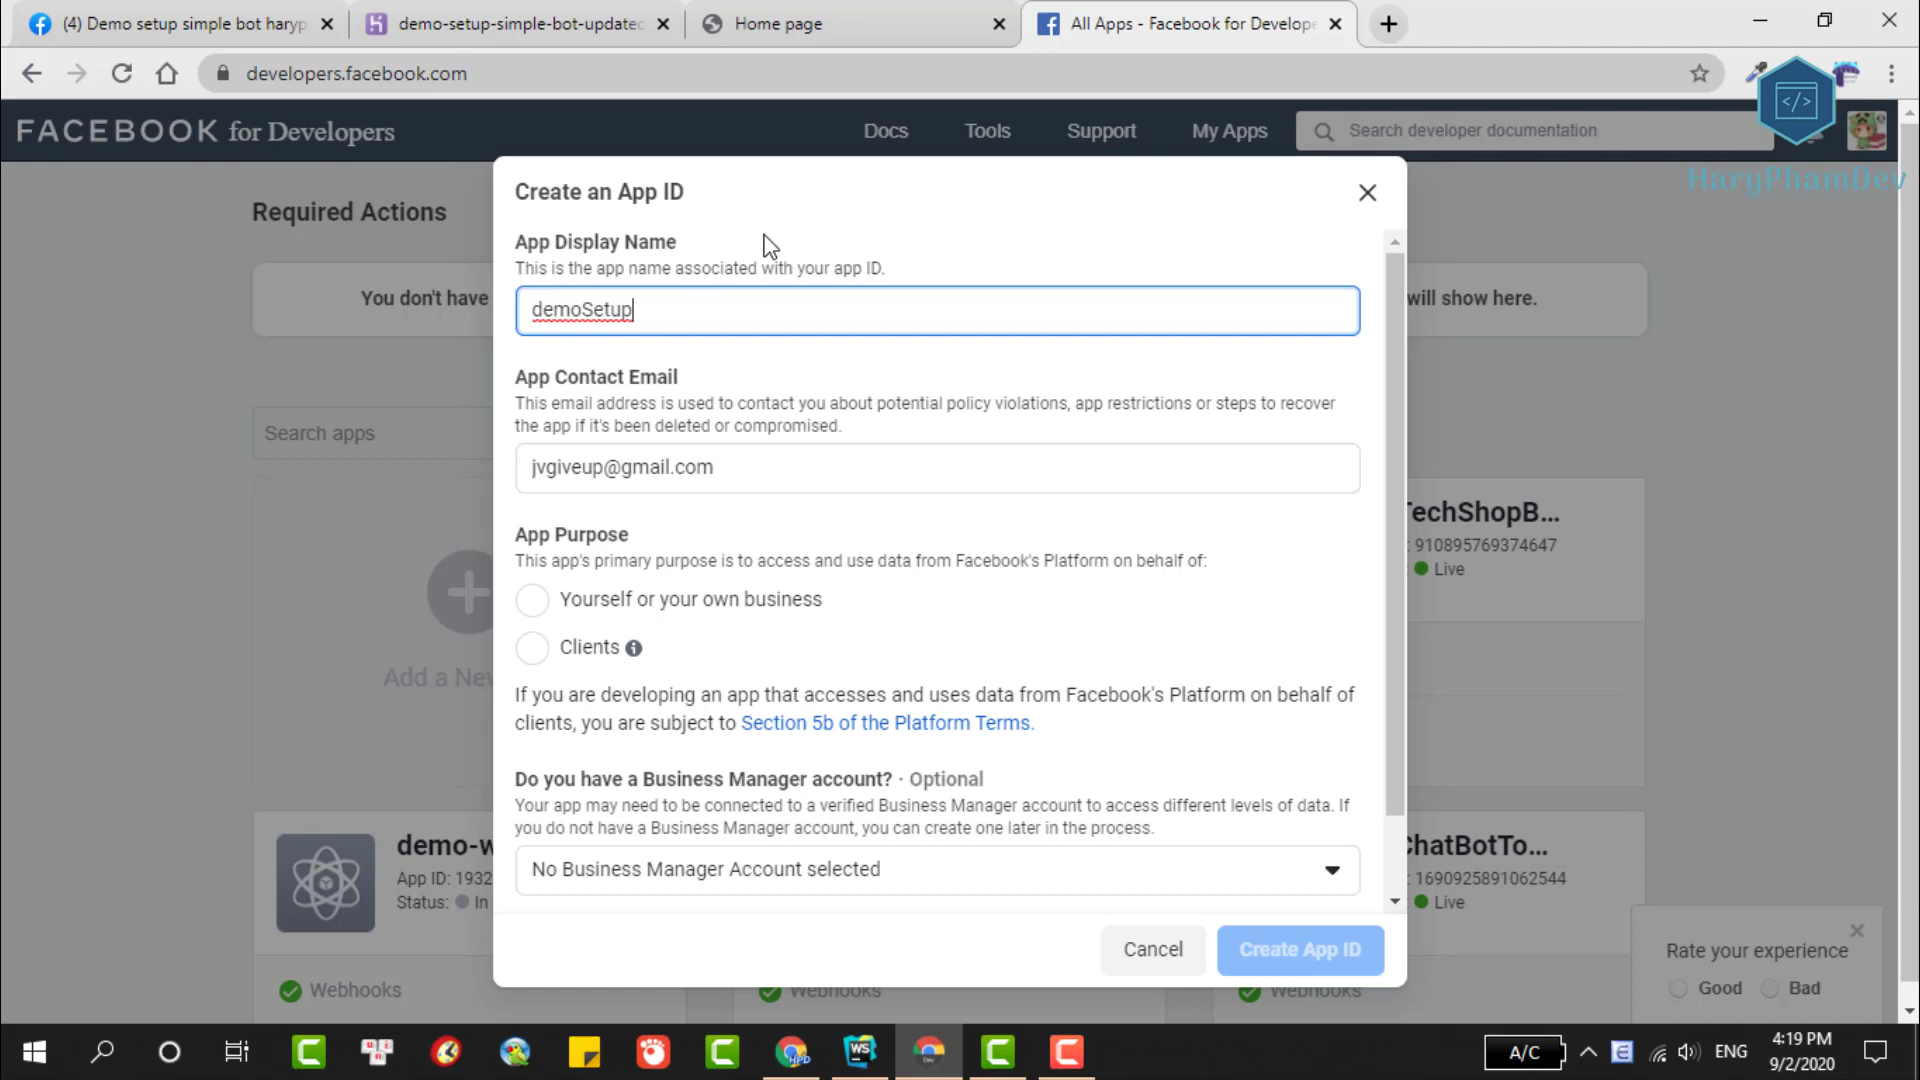 (4) Demo setup simple bot haryp
demo-setup-simple-bot-updated
Home page
All Apps - Facebook for Develope
developers.facebook.com
</>
FACEBOOK for Developers
Docs
Tools
Support
My Apps
Search developer documentation
HaryPhamDev
Required Actions
You don't have
will show here.
Create an App ID
App Display Name
This is the app name associated with your app ID.
demoSetup
App Contact Email
This email address is used to contact you about potential policy violations, app restrictions or steps to recover
the app if it's been deleted or compromised.
jvgiveup@gmail.com
App Purpose
This app's primary purpose is to access and use data from Facebook's Platform on behalf of:
Yourself or your own business
Clients
If you are developing an app that accesses and uses data from Facebook's Platform on behalf of
clients, you are subject to Section 5b of the Platform Terms.
Do you have a Business Manager account? · Optional
Your app may need to be connected to a verified Business Manager account to access different levels of data. If
you do not have a Business Manager account, you can create one later in the process.
No Business Manager Account selected
Cancel
Create App ID
Search apps
Add a Ne
TechShopB...
: 910895769374647
Live
demo-w
App ID: 1932
Status: In
ChatBotTo...
: 1690925891062544
Live
Webhooks
Webhooks
Webhooks
Rate your experience
Good
Bad
A/C
ENG
4:19 PM
9/2/2020